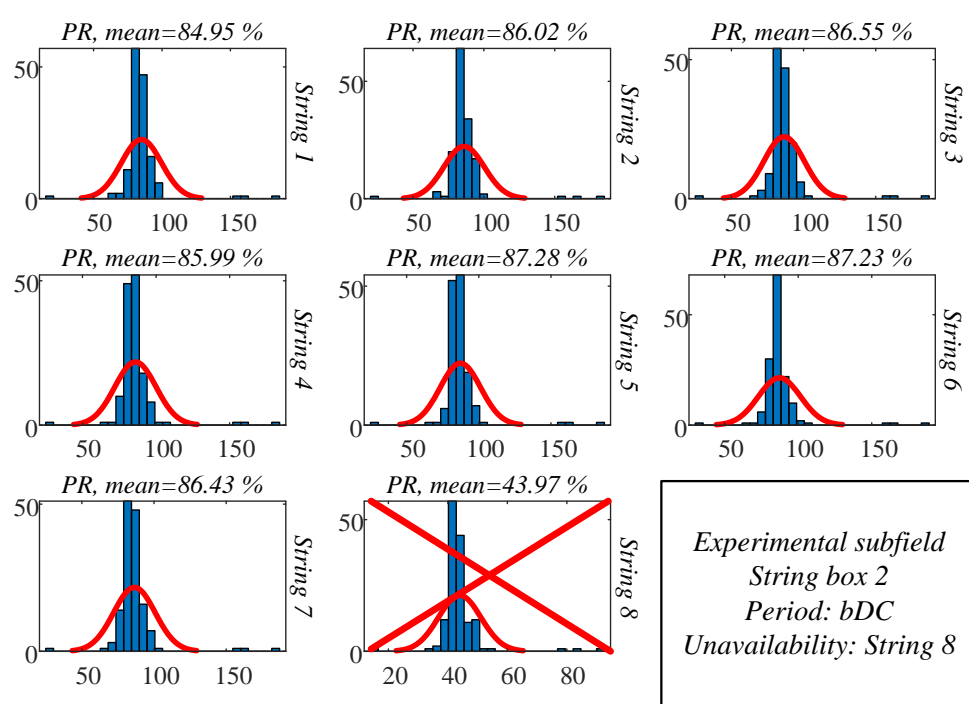 PR, mean=84.95 %
50
0
50
100
150
String 1
PR, mean=86.02 %
50
0
50
100
150
String 2
PR, mean=86.55 %
50
0
50
100
150
String 3
PR, mean=85.99 %
50
0
50
100
150
String 4
PR, mean=87.28 %
50
0
50
100
150
String 5
PR, mean=87.23 %
50
0
50
100
150
String 6
PR, mean=86.43 %
50
0
50
100
150
String 7
PR, mean=43.97 %
50
0
20
40
60
80
String 8
Experimental subfield
String box 2
Period: bDC
Unavailability: String 8